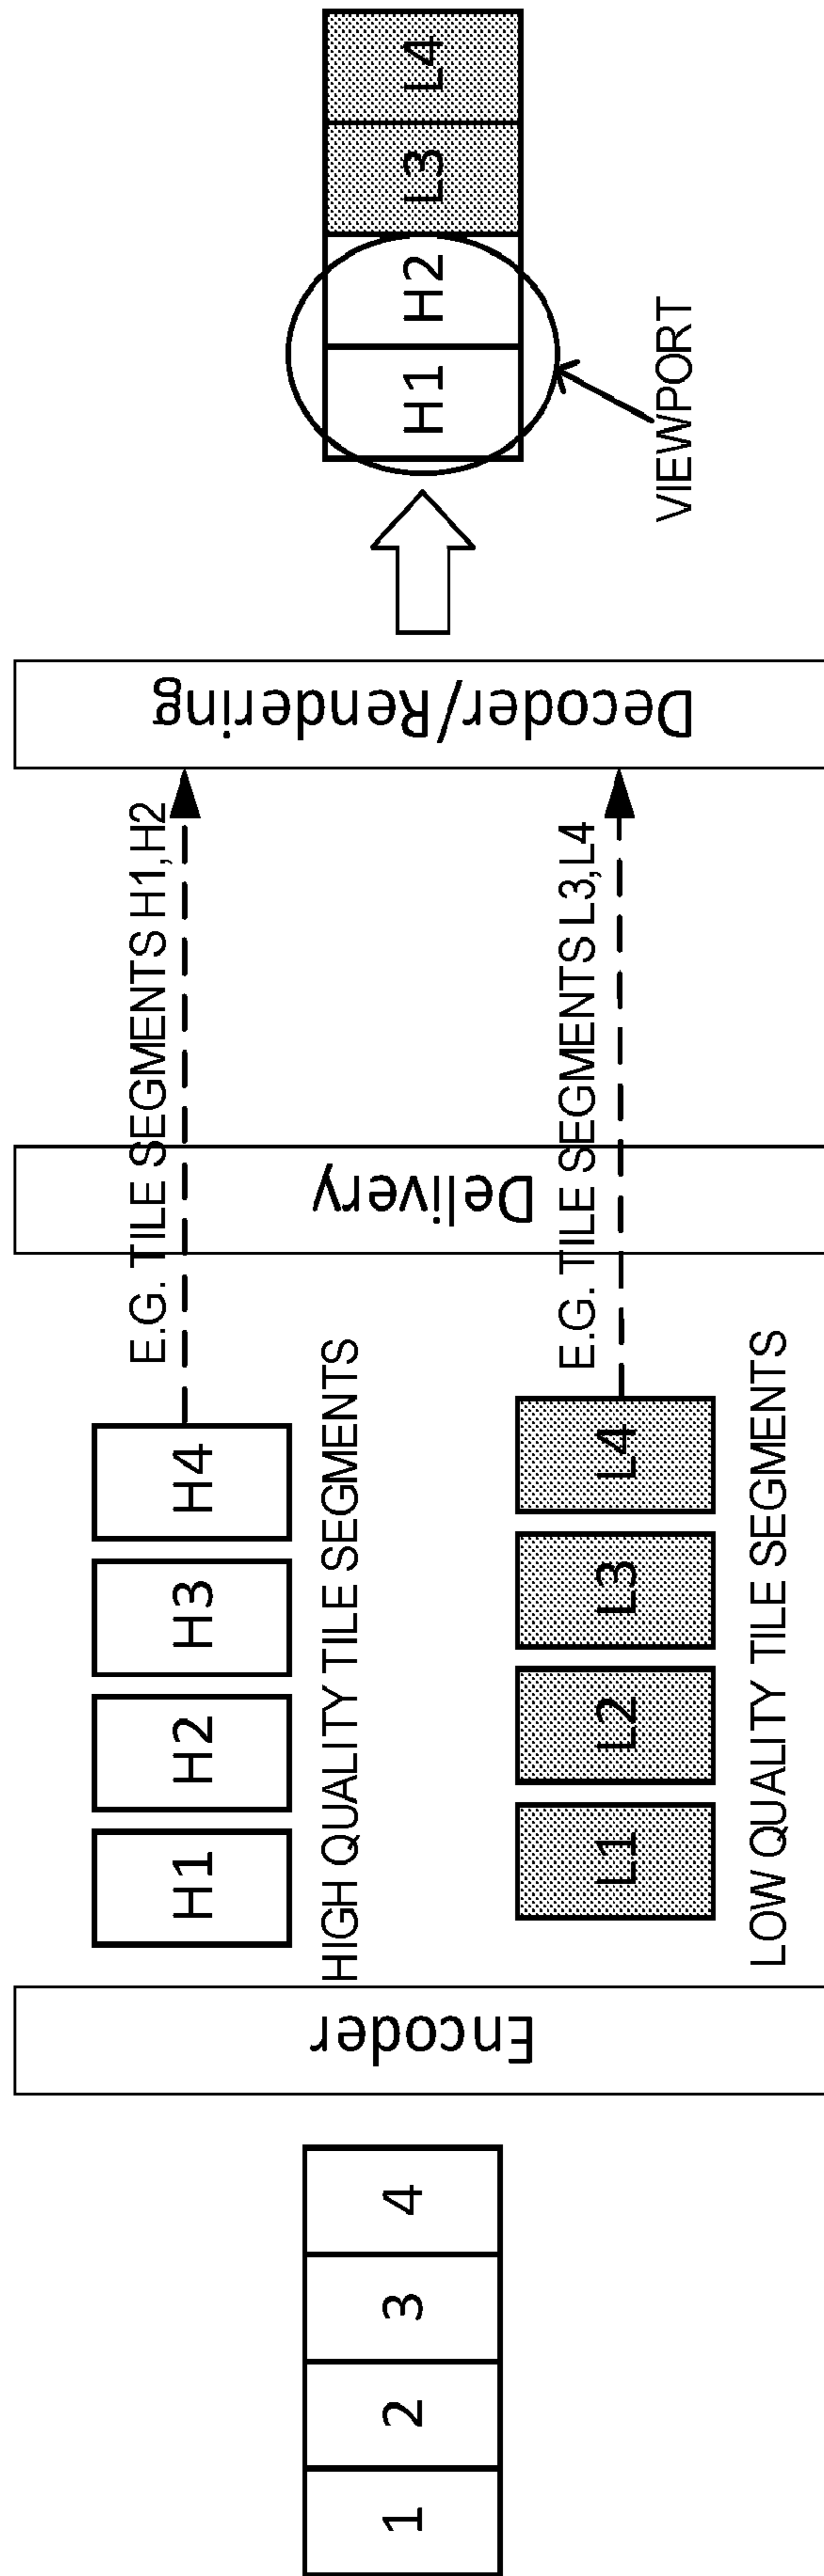 1 2 3 4
Encoder
H1 H2 H3 H4
HIGH QUALITY TILE SEGMENTS
L1 L2 L3 L4
LOW QUALITY TILE SEGMENTS
E.G. TILE SEGMENTS H1,H2
Delivery
E.G. TILE SEGMENTS L3,L4
Decoder/Rendering
H1 H2 L3 L4
VIEWPORT